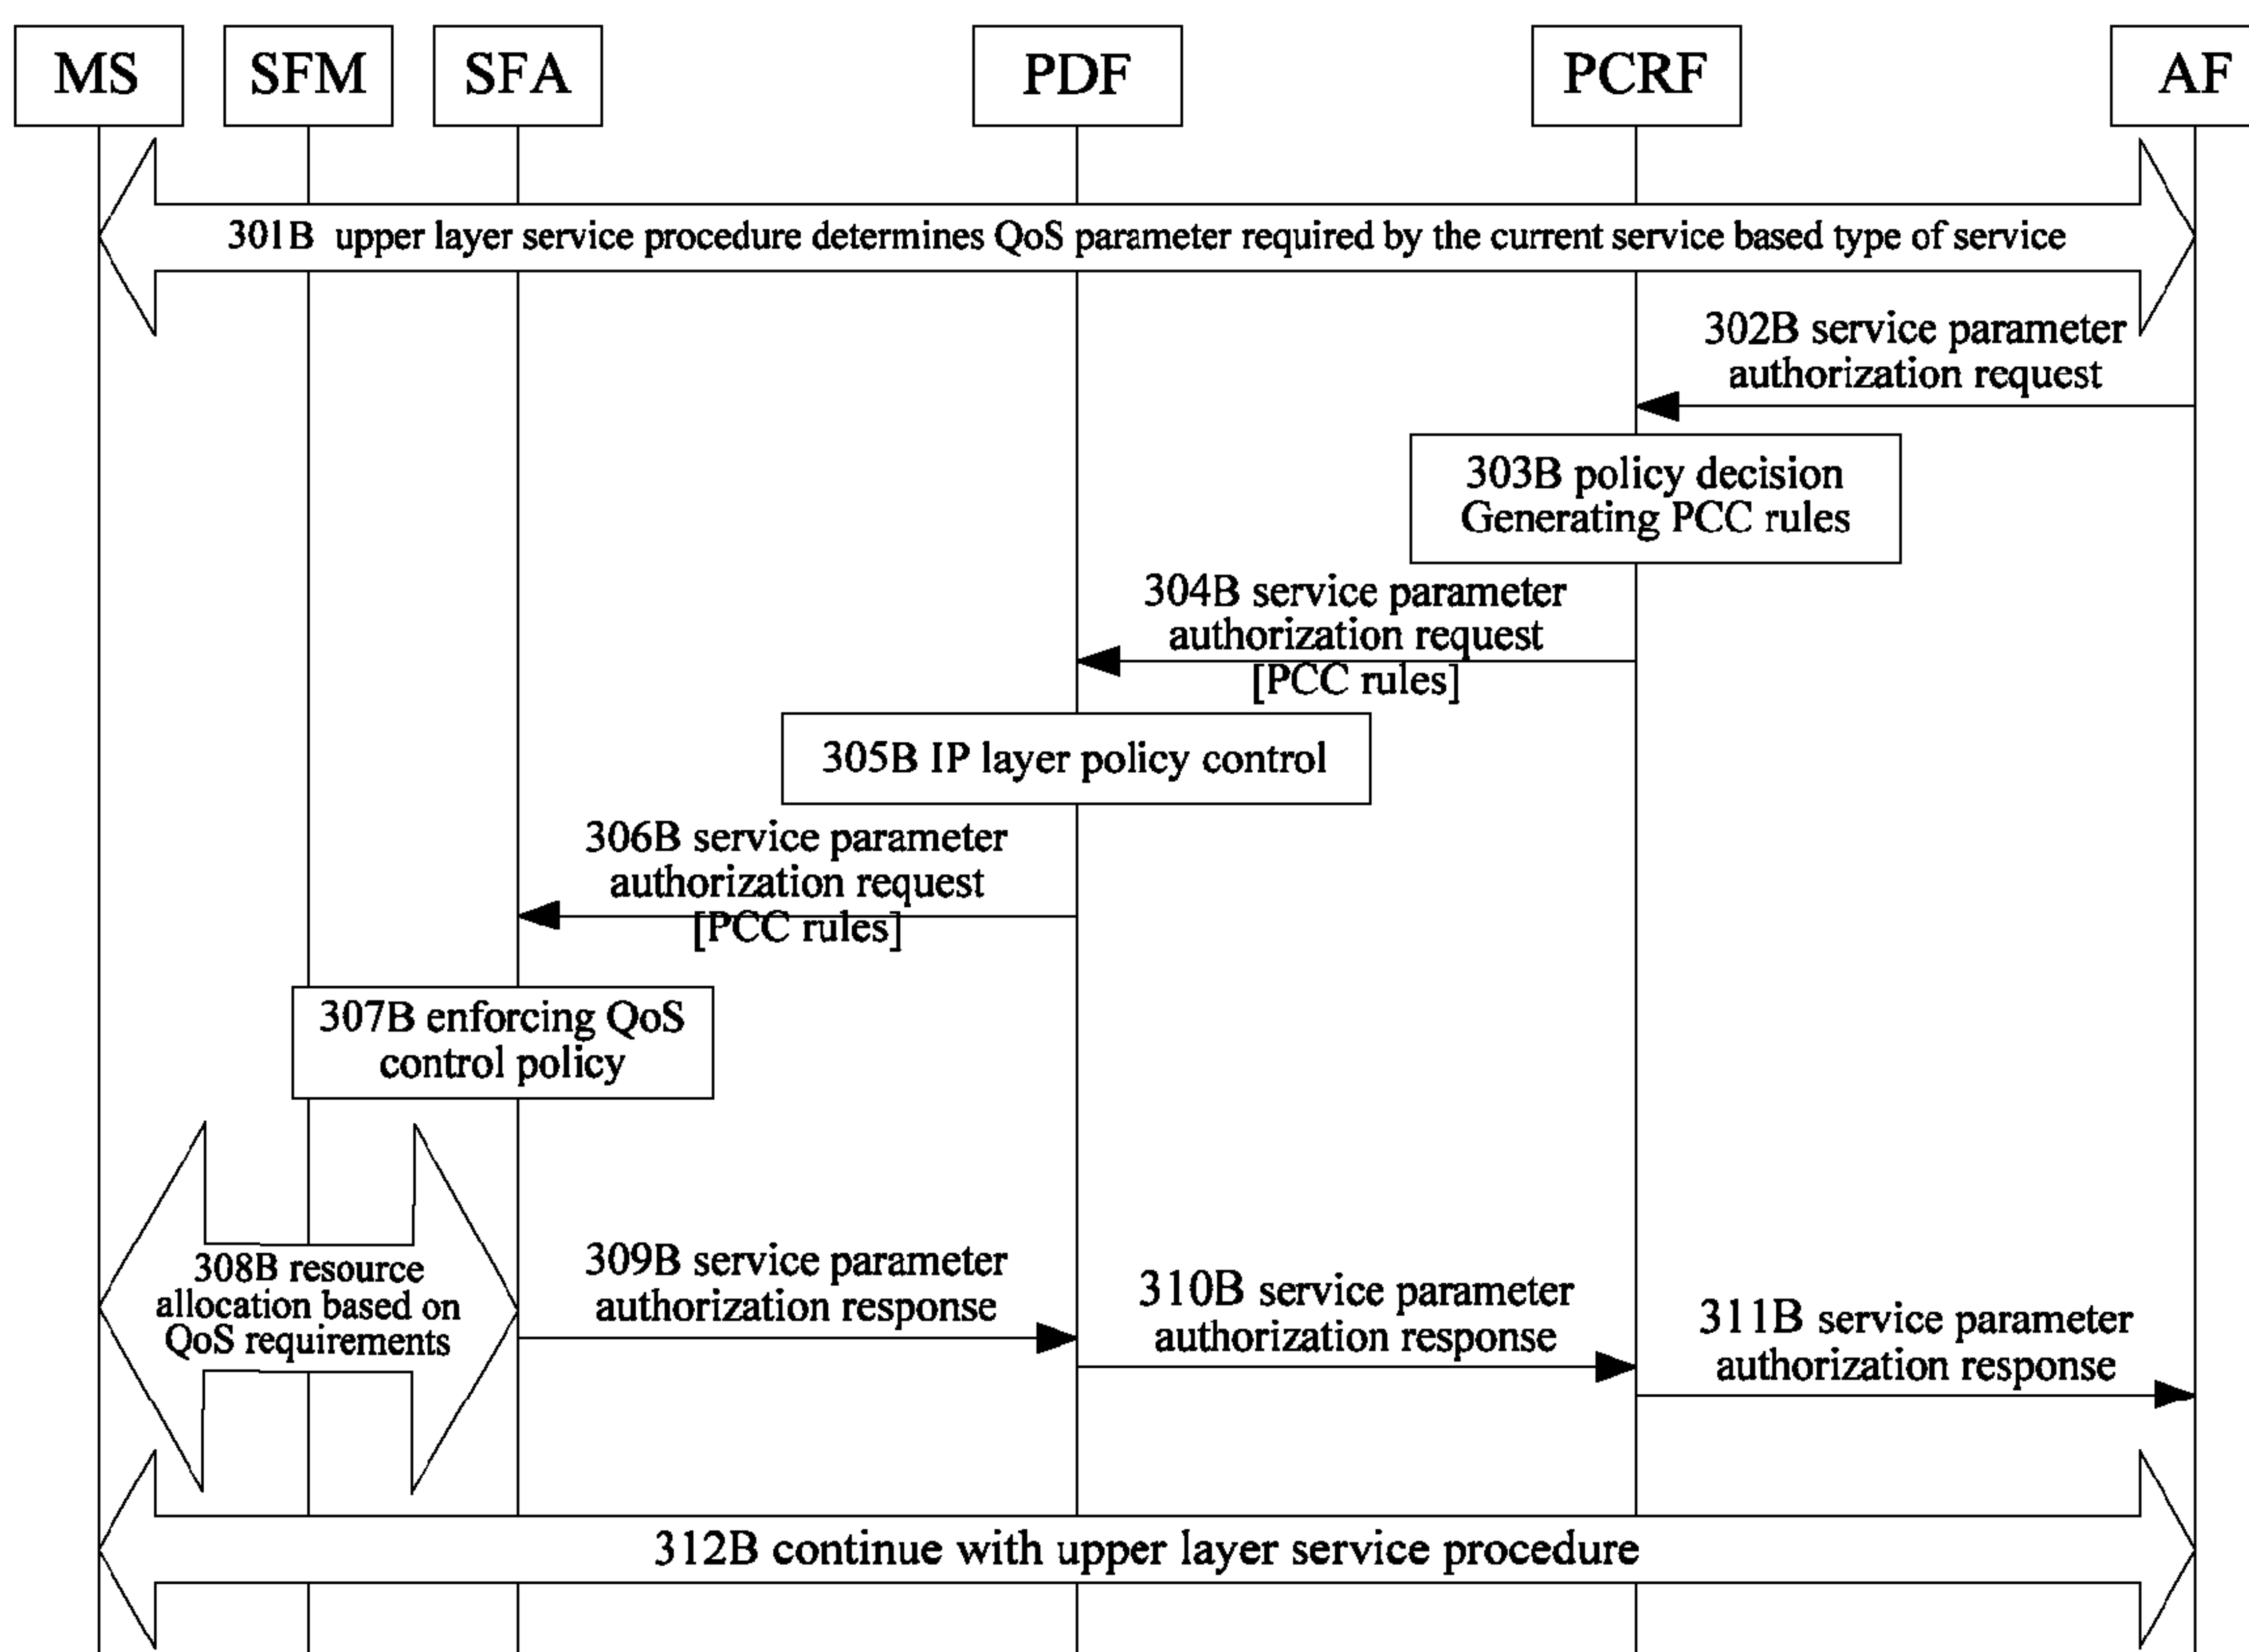 MS SFM SFA PDF PCRF AF
301B upper layer service procedure determines QoS parameter required by the current service based type of service
302B service parameter
authorization request
303B policy decision
Generating PCC rules
304B service parameter
authorization request
[PCC rules]
305B IP layer policy control
306B service parameter
authorization request
[PCC rules]
307B enforcing QoS
control policy
308B resource
allocation based on
QoS requirements
309B service parameter
authorization response
310B service parameter
authorization response
311B service parameter
authorization response
312B continue with upper layer service procedure